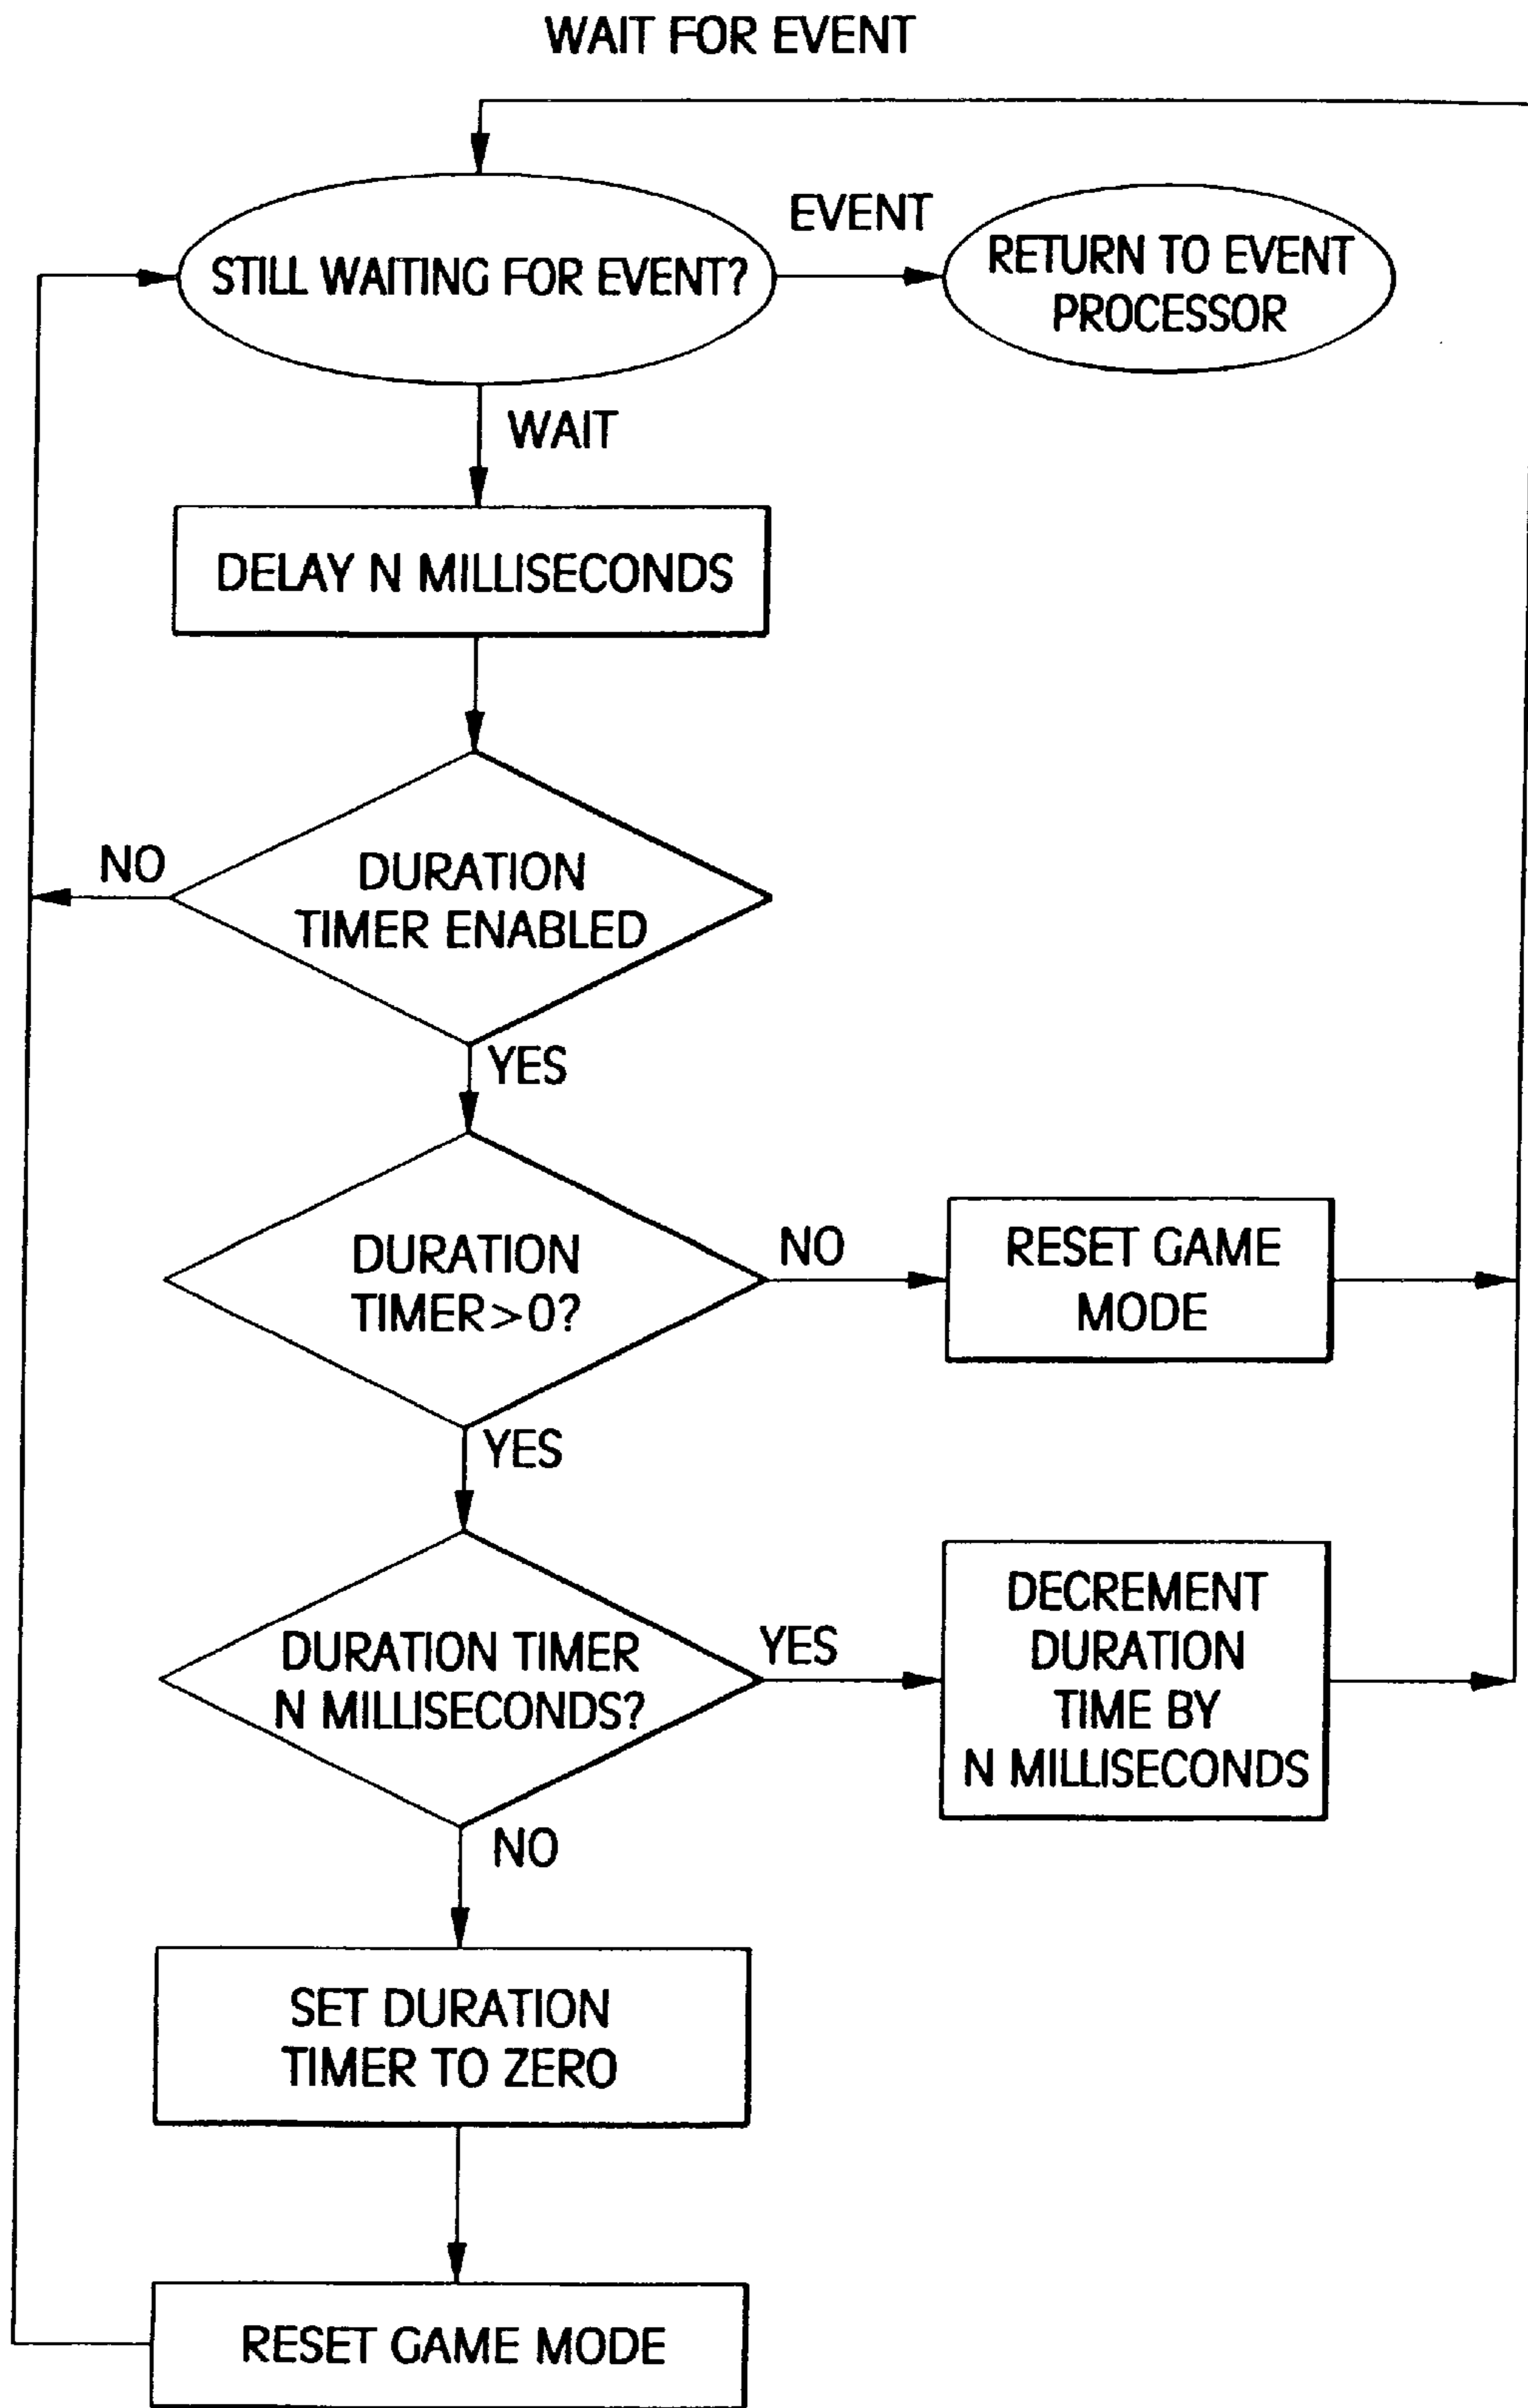 WAIT FOR EVENT
STILL WAITING FOR EVENT?
EVENT
RETURN TO EVENT
PROCESSOR
WAIT
DELAY N MILLISECONDS
NO
DURATION
TIMER ENABLED
YES
DURATION
TIMER>0?
NO
RESET GAME
MODE
YES
DURATION TIMER
N MILLISECONDS?
YES
DECREMENT
DURATION
TIME BY
N MILLISECONDS
NO
SET DURATION
TIMER TO ZERO
RESET GAME MODE